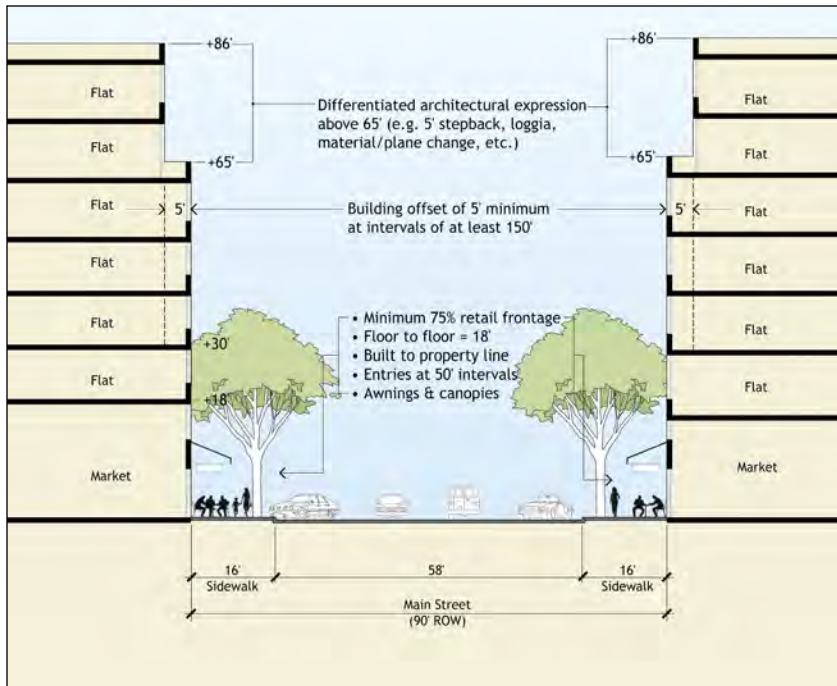 +86'
+86'
Flat
Flat
Differentiated architectural expression
above 65' (e.g. 5' stepback, loggia,
material/plane change, etc.)
Flat
Flat
+65'
+65'
Flat
5'
Building offset of 5' minimum
at intervals of at least 150'
5'
Flat
Flat
Flat
Flat
+30'
• Minimum 75% retail frontage
• Floor to floor = 18'
• Built to property line
• Entries at 50' intervals
• Awnings & canopies
Flat
Flat
+18'
Flat
Market
Market
16'
Sidewalk
58'
16'
Sidewalk
Main Street
(90' ROW)